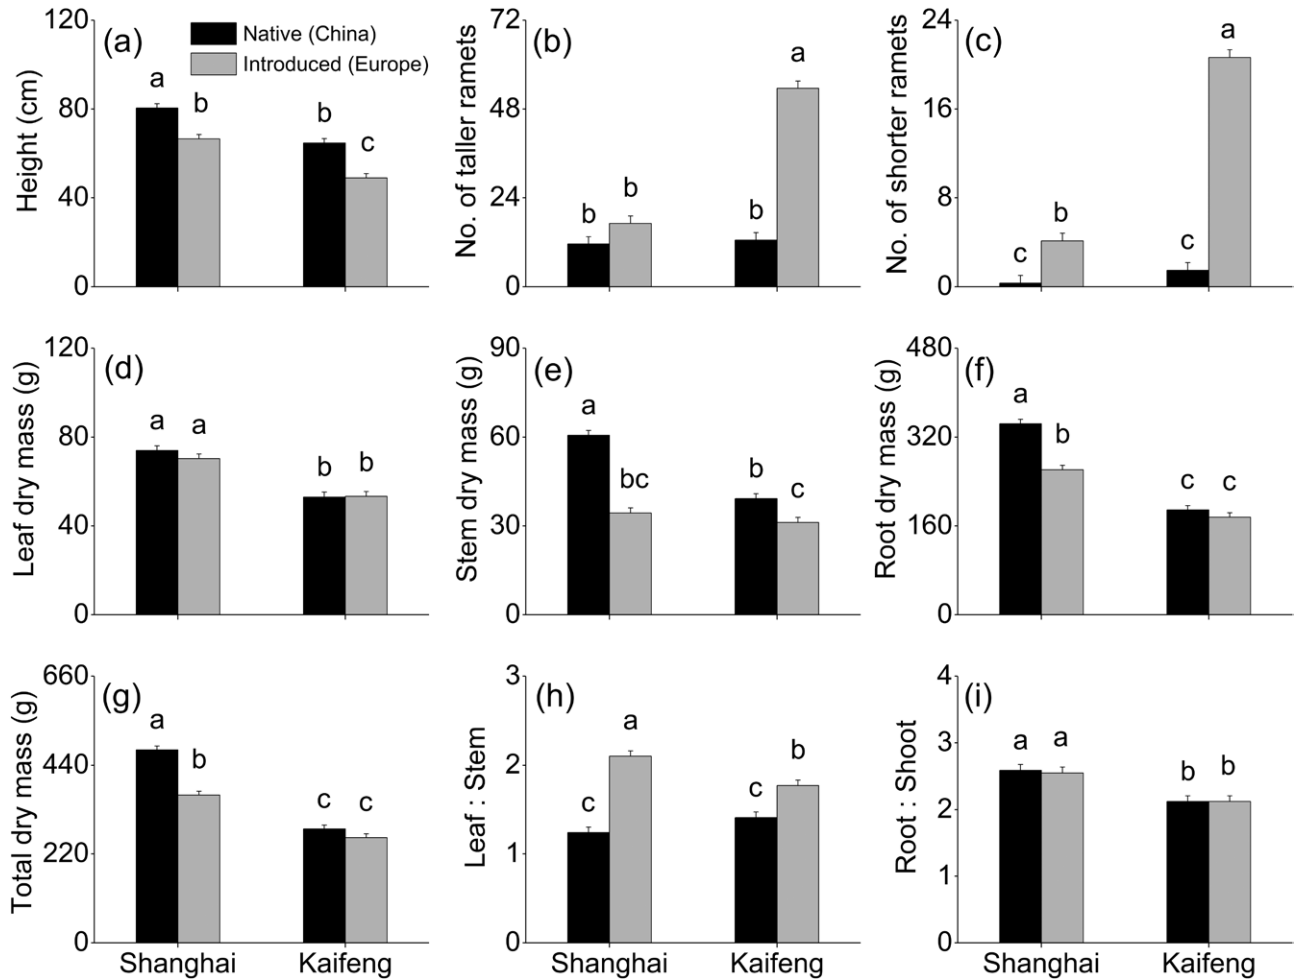 (a)
Native (China)
Introduced (Europe)
Height (cm)
120
80
40
0
a
b
b
c
(b)
No. of taller ramets
72
48
24
0
b
b
b
a
(c)
No. of shorter ramets
24
16
8
0
c
b
c
a
(d)
Leaf dry mass (g)
120
80
40
0
a
a
b
b
(e)
Stem dry mass (g)
90
60
30
0
a
bc
b
c
(f)
Root dry mass (g)
480
320
160
0
a
b
c
c
(g)
Total dry mass (g)
660
440
220
0
a
b
c
c
Shanghai
Kaifeng
(h)
Leaf : Stem
3
2
1
0
c
a
c
b
Shanghai
Kaifeng
(i)
Root : Shoot
4
3
2
1
0
a
a
b
b
Shanghai
Kaifeng